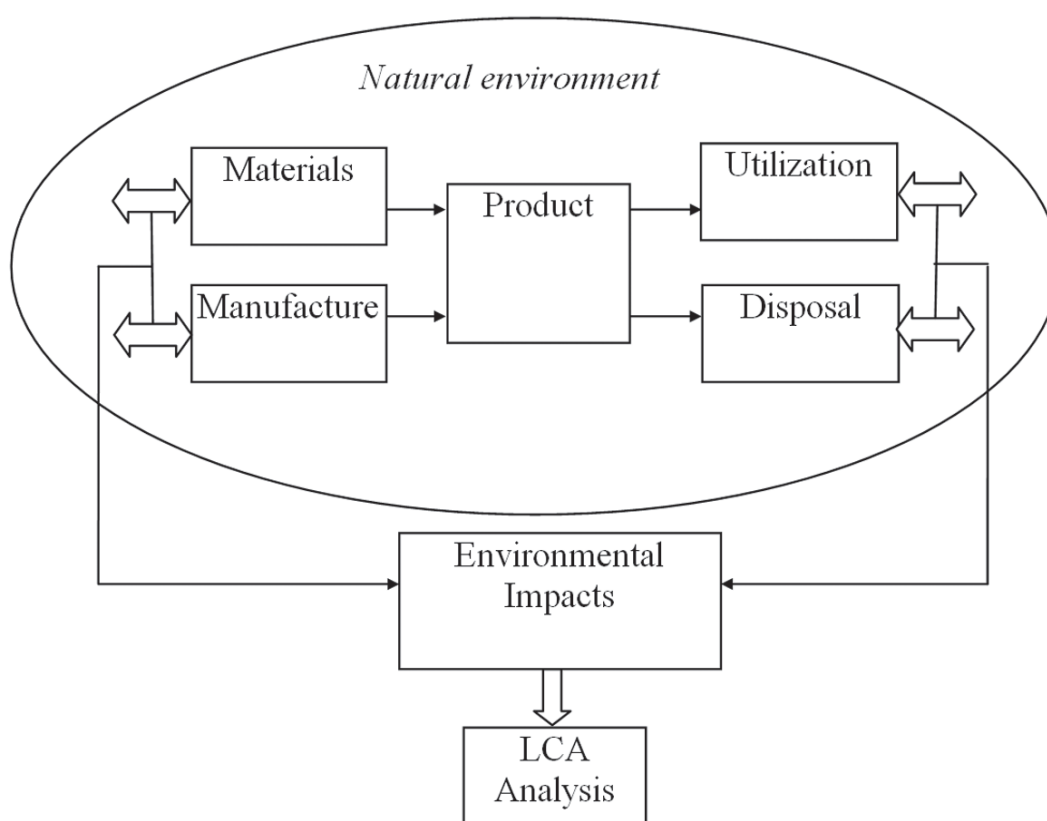 Natural environment
Materials
Utilization
Product
Manufacture
Disposal
Environmental
Impacts
LCA
Analysis